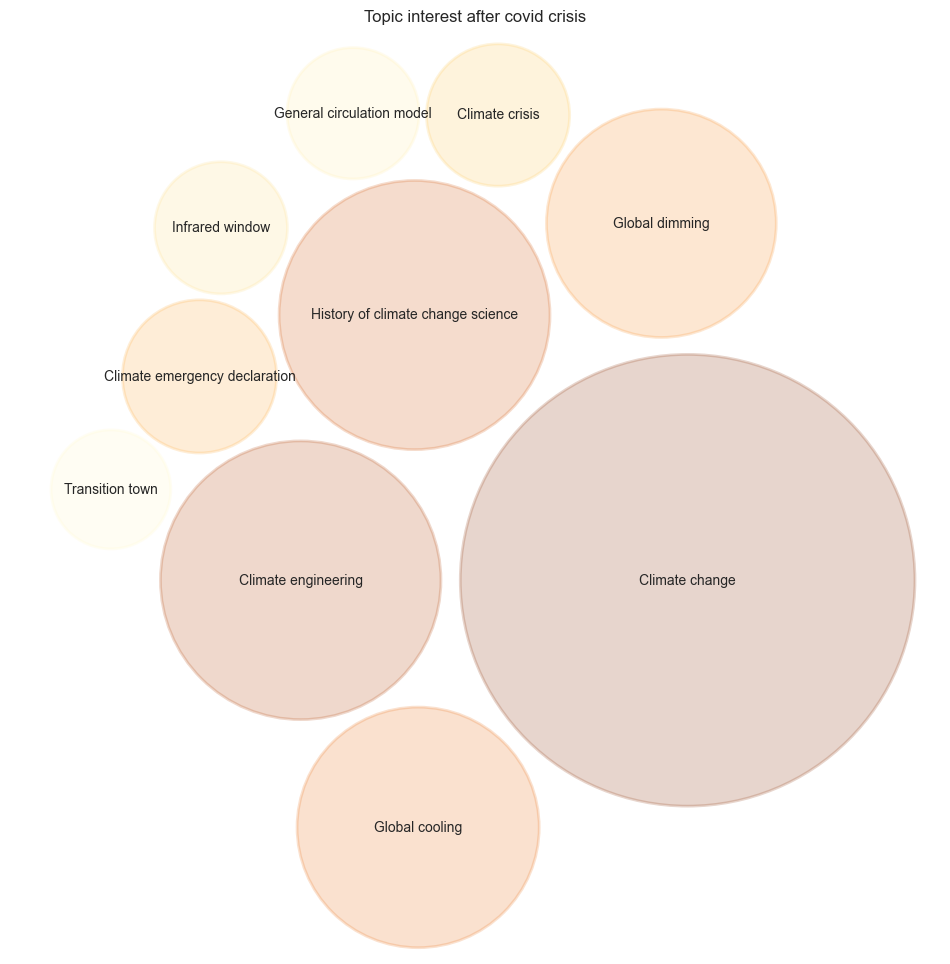 Topic interest after covid crisis
General circulation model
Climate crisis
Global dimming
Infrared window
History of climate change science
Climate emergency declaration
Transition town
Climate engineering
Climate change
Global cooling